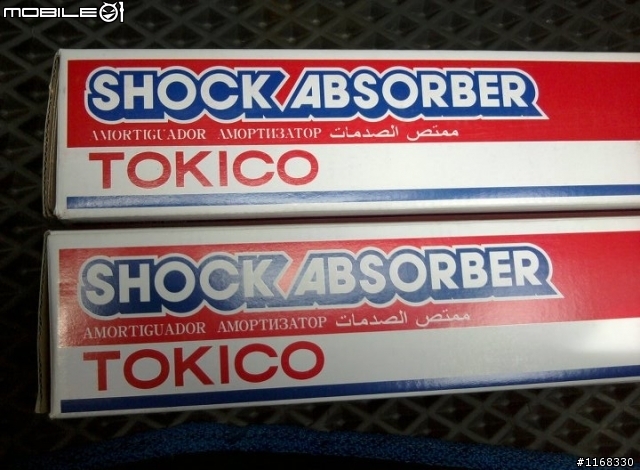 MOBILE01
SHOCK ABSORBER
AMORTIGUADOR АМОРТИЗАТОР ممتص الصدمات
TOKICO
SHOCK ABSORBER
AMORTIGUADOR АМОРТИЗАТОР ممتص الصدمات
TOKICO
#1168330